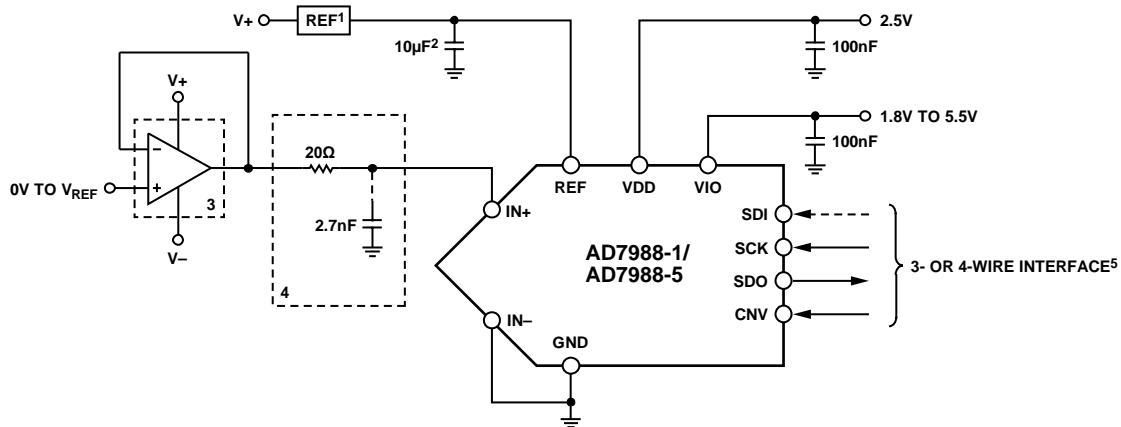 V+ REF1
10µF2
2.5V
100nF
1.8V TO 5.5V
100nF
V+
–
+
0V TO VREF
3
V–
20Ω
2.7nF
4
REF VDD VIO
IN+
IN–
GND
AD7988-1/
AD7988-5
SDI
SCK
SDO
CNV
3- OR 4-WIRE INTERFACE5